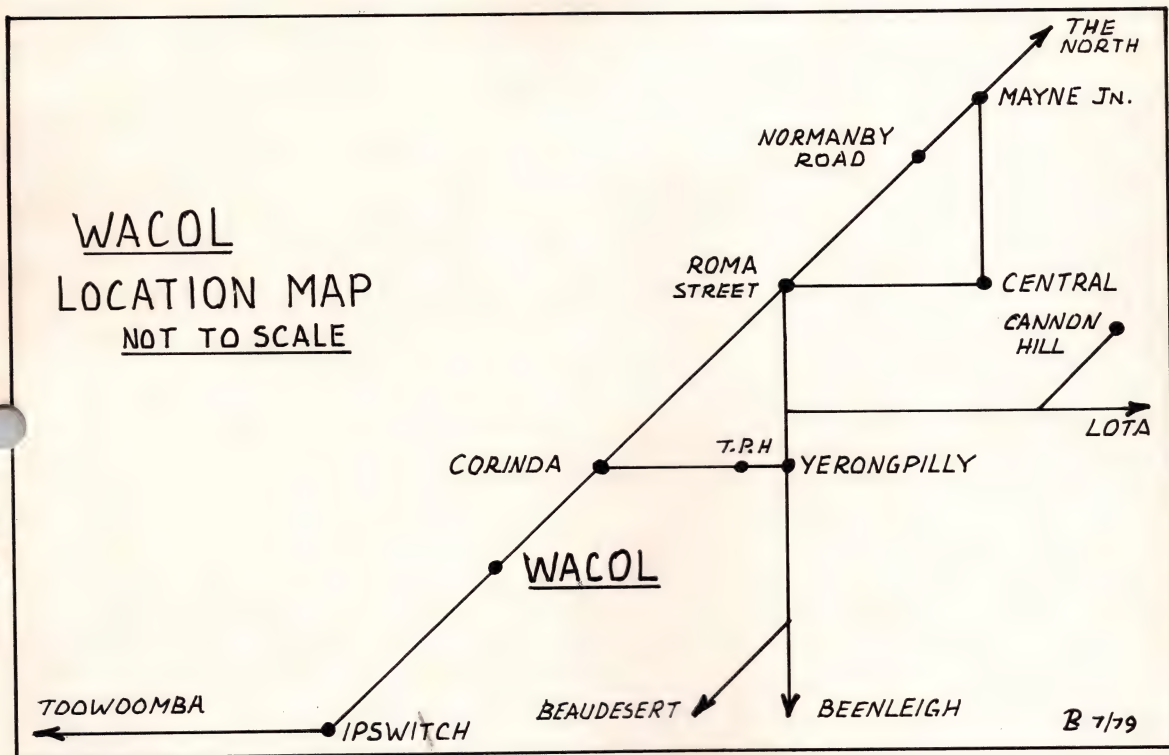 WACOL
LOCATION MAP
NOT TO SCALE
THE
NORTH
MAYNE JN.
NORMANBY
ROAD
ROMA
STREET
CENTRAL
CANNON
HILL
LOTA
CORINDA
T.P.H
YERONGPILLY
WACOL
TOOWOOMBA
IPSWITCH
BEAUDESERT
BEENLEIGH
B 7/79